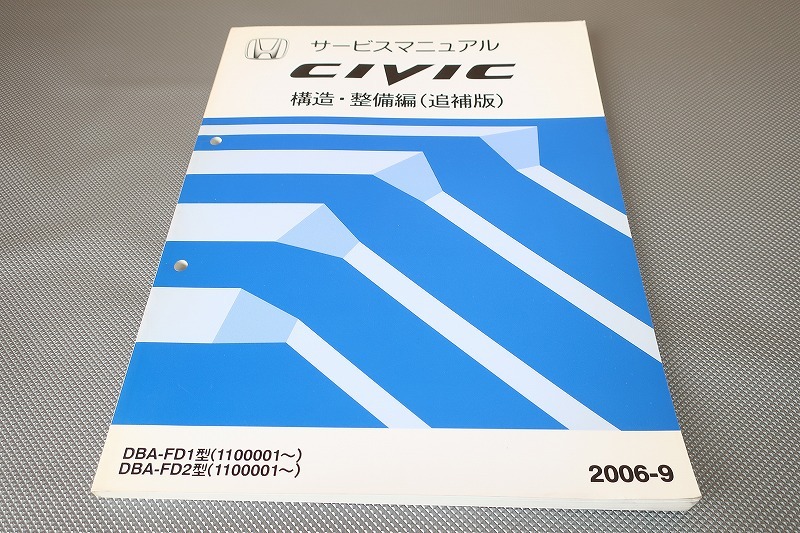 サービスマニュアル
CIVIC
構造・整備編(追補版)
DBA-FD1型(1100001〜)
DBA-FD2型(1100001〜)
2006-9